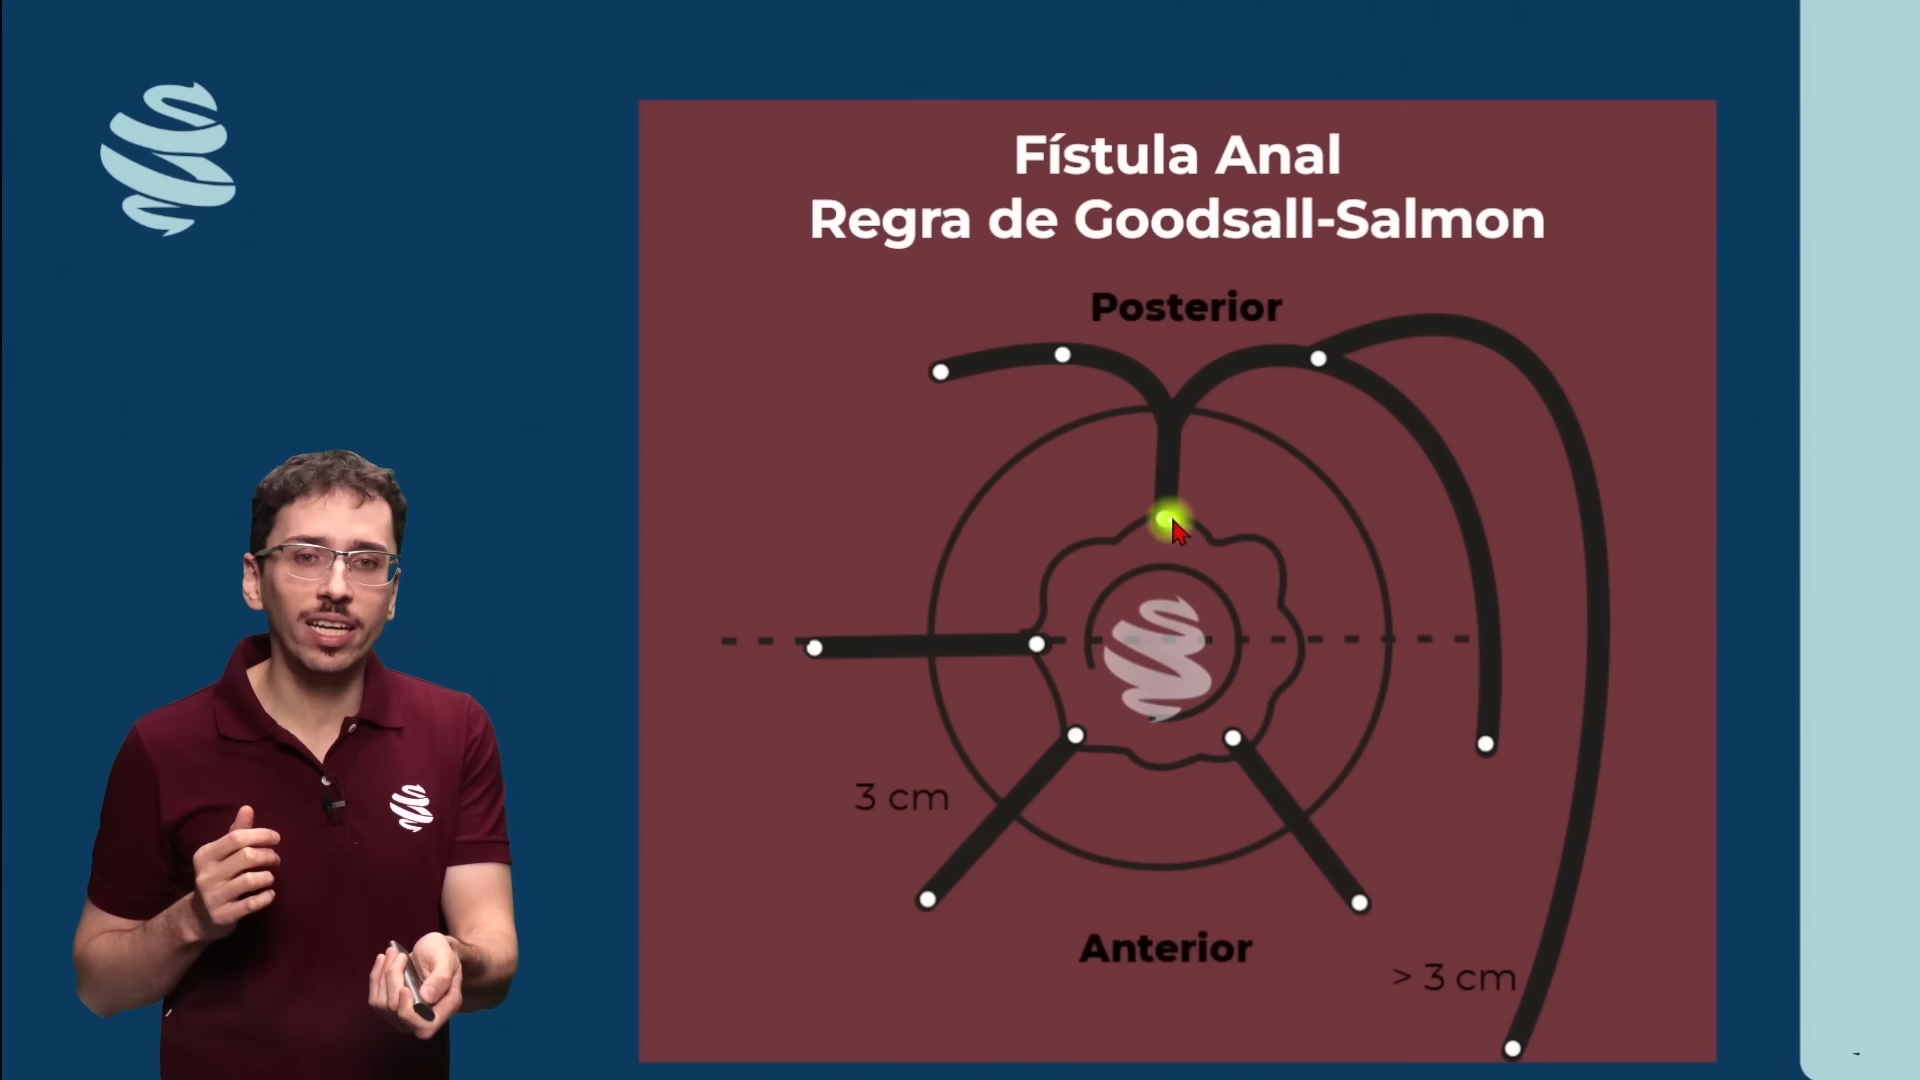 Fístula Anal
Regra de Goodsall-Salmon
Posterior
3 cm
Anterior
> 3 cm